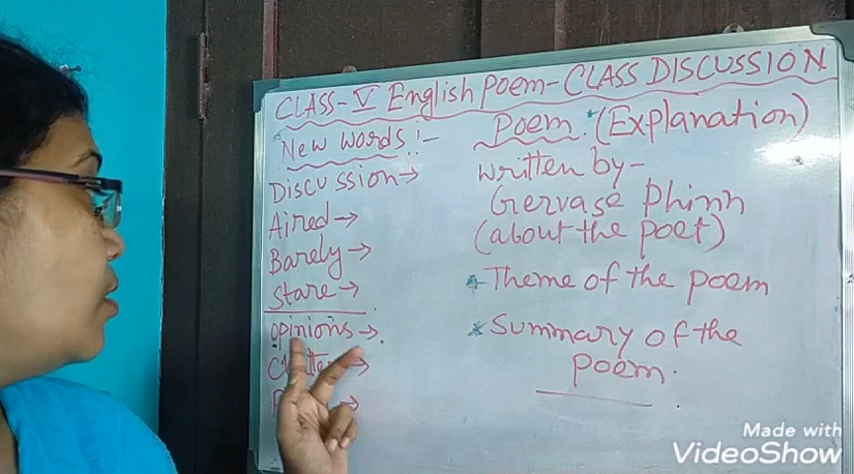 CLASS-V English Poem-CLASS DISCUSSION
New words!-
Discussion→
Aired→
Barely→
Stare→
opinions→
Poem. (Explanation)
written by-
Gervase Phinn
(about the poet)
Theme of the poem
* Summary of the
poem.
Made with
VideoShow